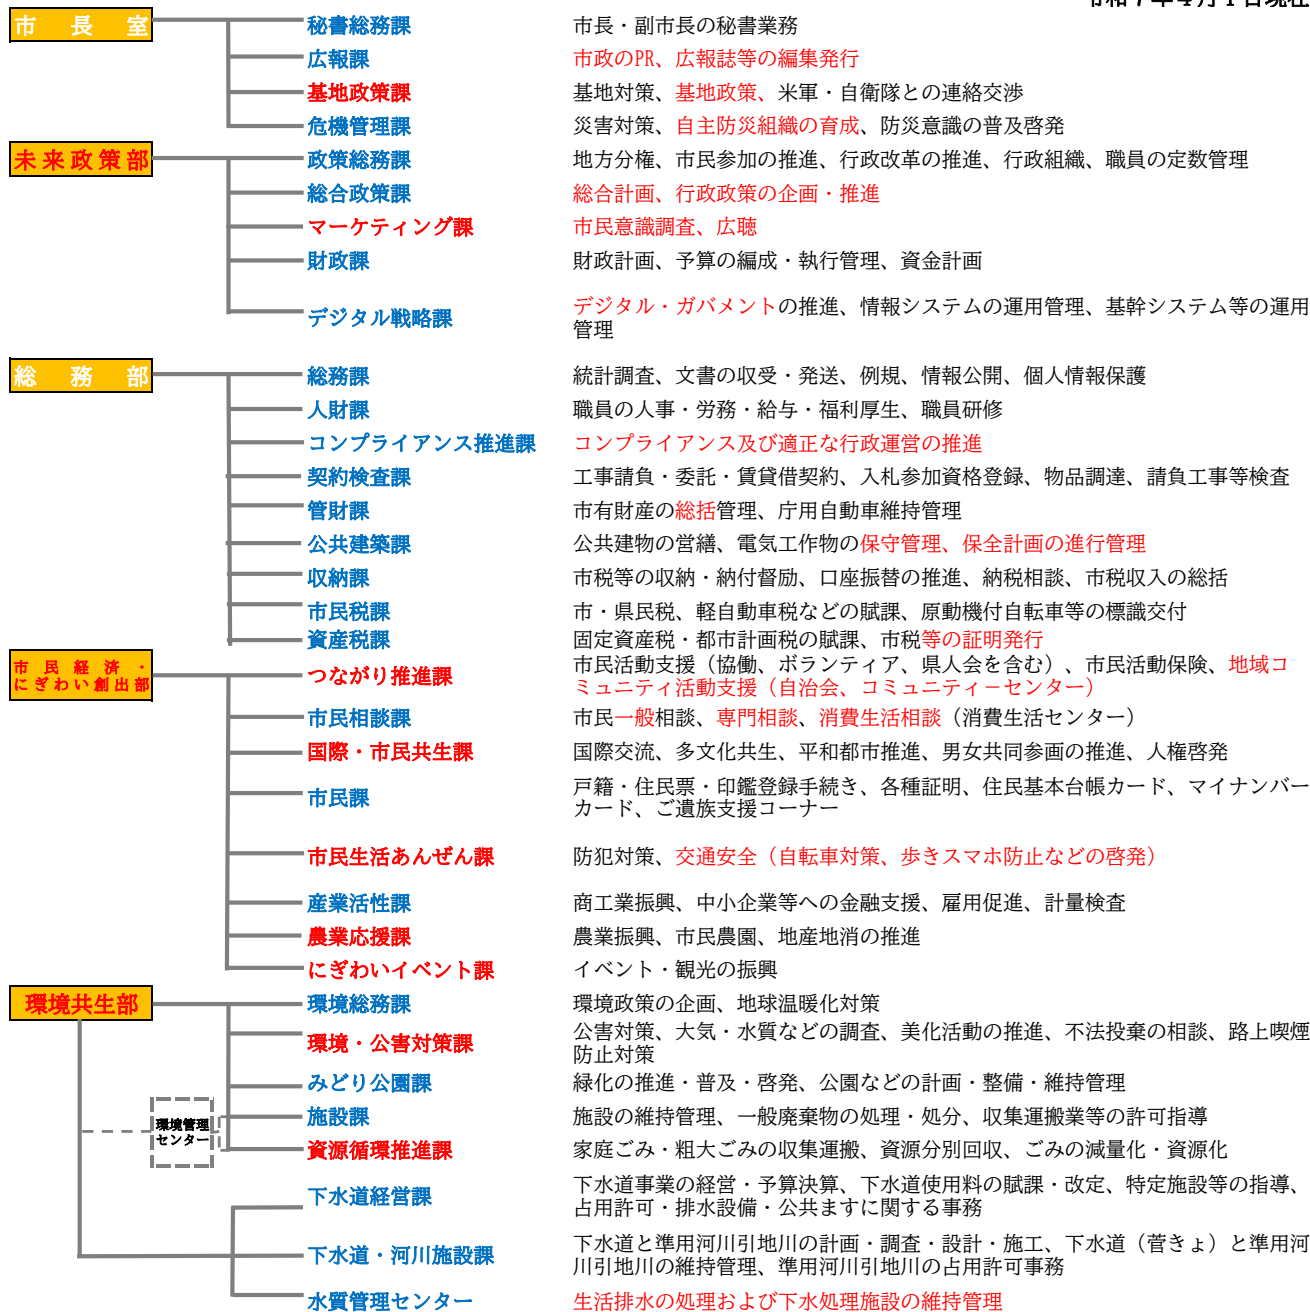 令和７年４月１日現在
市長室
秘書総務課 市長・副市長の秘書業務
広報課 市政のPR、広報誌等の編集発行
基地政策課 基地対策、基地政策、米軍・自衛隊との連絡交渉
危機管理課 災害対策、自主防災組織の育成、防災意識の普及啓発
未来政策部
政策総務課 地方分権、市民参加の推進、行政改革の推進、行政組織、職員の定数管理
総合政策課 総合計画、行政政策の企画・推進
マーケティング課 市民意識調査、広聴
財政課 財政計画、予算の編成・執行管理、資金計画
デジタル戦略課 デジタル・ガバメントの推進、情報システムの運用管理、基幹システム等の運用
管理
総務部
総務課 統計調査、文書の収受・発送、例規、情報公開、個人情報保護
人財課 職員の人事・労務・給与・福利厚生、職員研修
コンプライアンス推進課 コンプライアンス及び適正な行政運営の推進
契約検査課 工事請負・委託・賃貸借契約、入札参加資格登録、物品調達、請負工事等検査
管財課 市有財産の総括管理、庁用自動車維持管理
公共建築課 公共建物の営繕、電気工作物の保守管理、保全計画の進行管理
収納課 市税等の収納・納付督励、口座振替の推進、納税相談、市税収入の総括
市民税課 市・県民税、軽自動車税などの賦課、原動機付自転車等の標識交付
資産税課 固定資産税・都市計画税の賦課、市税等の証明発行
市民経済・
にぎわい創出部
つながり推進課 市民活動支援（協働、ボランティア、県人会を含む）、市民活動保険、地域コ
ミュニティ活動支援（自治会、コミュニティーセンター）
市民相談課 市民一般相談、専門相談、消費生活相談（消費生活センター）
国際・市民共生課 国際交流、多文化共生、平和都市推進、男女共同参画の推進、人権啓発
市民課 戸籍・住民票・印鑑登録手続き、各種証明、住民基本台帳カード、マイナンバー
カード、ご遺族支援コーナー
市民生活あんぜん課 防犯対策、交通安全（自転車対策、歩きスマホ防止などの啓発）
産業活性課 商工業振興、中小企業等への金融支援、雇用促進、計量検査
農業応援課 農業振興、市民農園、地産地消の推進
にぎわいイベント課 イベント・観光の振興
環境共生部
環境総務課 環境政策の企画、地球温暖化対策
環境・公害対策課 公害対策、大気・水質などの調査、美化活動の推進、不法投棄の相談、路上喫煙
防止対策
みどり公園課 緑化の推進・普及・啓発、公園などの計画・整備・維持管理
環境管理
センター
施設課 施設の維持管理、一般廃棄物の処理・処分、収集運搬業等の許可指導
資源循環推進課 家庭ごみ・粗大ごみの収集運搬、資源分別回収、ごみの減量化・資源化
下水道経営課 下水道事業の経営・予算決算、下水道使用料の賦課・改定、特定施設等の指導、
占用許可・排水設備・公共ますに関する事務
下水道・河川施設課 下水道と準用河川引地川の計画・調査・設計・施工、下水道（菅きょ）と準用河
川引地川の維持管理、準用河川引地川の占用許可事務
水質管理センター 生活排水の処理および下水処理施設の維持管理